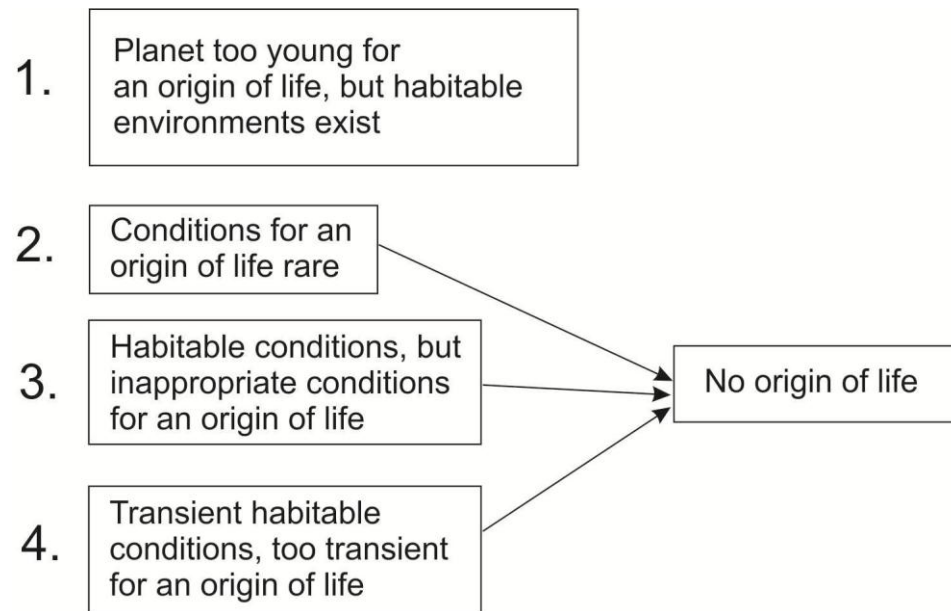 1.
Planet too young for
an origin of life, but habitable
environments exist
2.
Conditions for an
origin of life rare
3.
Habitable conditions, but
inappropriate conditions
for an origin of life
No origin of life
4.
Transient habitable
conditions, too transient
for an origin of life